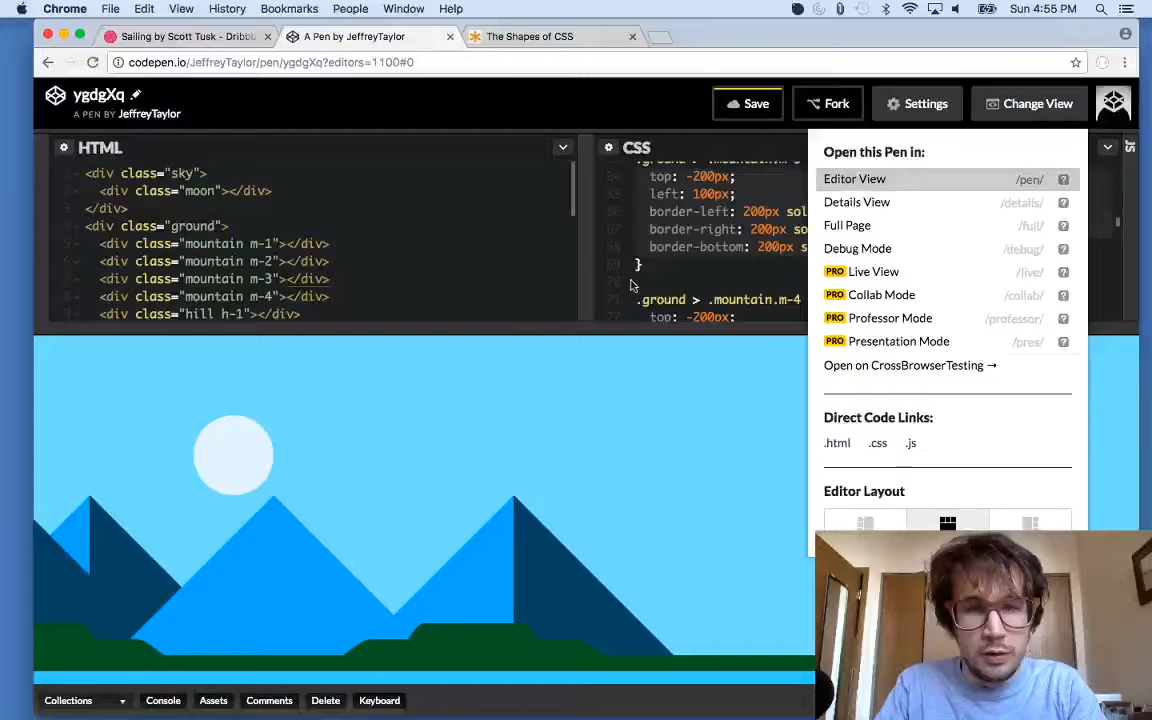 Chrome File Edit View History Bookmarks People Window Help Sun 4:55 PM
Sailing by Scott Tusk - Dribbb × A Pen by JeffreyTaylor × The Shapes of CSS ×
codepen.io/JeffreyTaylor/pen/ygdgXq?editors=1100#0
ygdgXq
A PEN BY JeffreyTaylor
Save Fork Settings Change View
HTML CSS JS
<div class="sky">
<div class="moon"></div>
</div>
<div class="ground">
<div class="mountain m-1"></div>
<div class="mountain m-2"></div>
<div class="mountain m-3"></div>
<div class="mountain m-4"></div>
<div class="hill h-1"></div>
top: -200px;
left: 100px;
border-left: 200px sol
border-right: 200px so
border-bottom: 200px s
}
.ground > .mountain.m-4
top: -200px;
Open this Pen in:
Editor View /pen/ ?
Details View /details/ ?
Full Page /full/ ?
Debug Mode /debug/ ?
PRO Live View /live/ ?
PRO Collab Mode /collab/ ?
PRO Professor Mode /professor/ ?
PRO Presentation Mode /pres/ ?
Open on CrossBrowserTesting →
Direct Code Links:
.html .css .js
Editor Layout
Collections Console Assets Comments Delete Keyboard